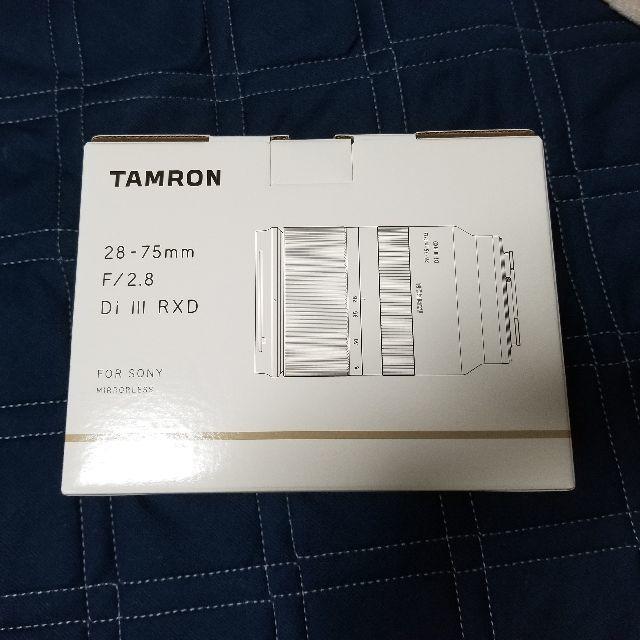 TAMRON
28-75mm
F/2.8
Di III RXD
FOR SONY
MIRRORLESS